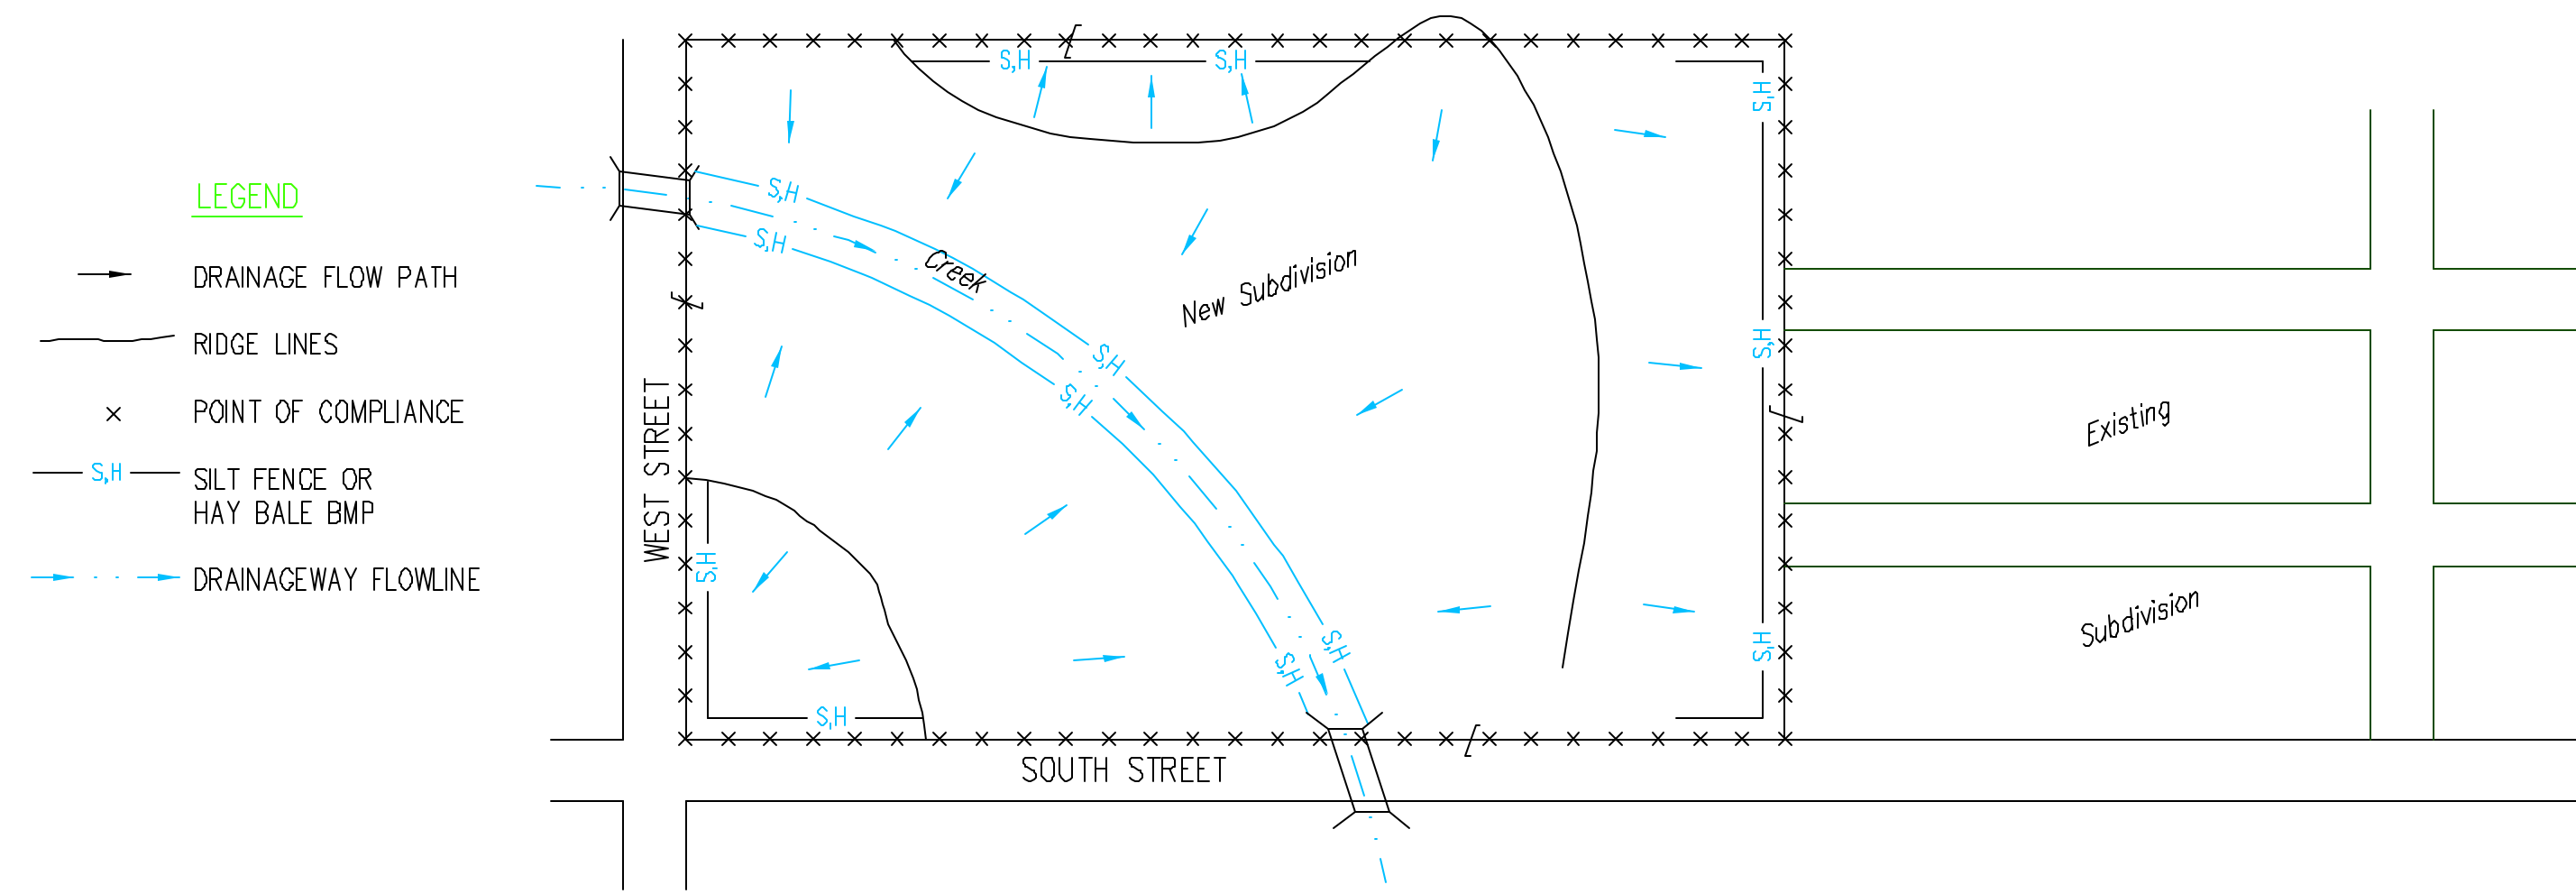 LEGEND
DRAINAGE FLOW PATH
RIDGE LINES
POINT OF COMPLIANCE
S,H
SILT FENCE OR
HAY BALE BMP
DRAINAGEWAY FLOWLINE
S,H
S,H
S,H
S,H
S,H
Creek
New Subdivision
S,H
S,H
S,H
WEST STREET
Existing
S,H
S,H
S,H
S,H
Subdivision
S,H
SOUTH STREET